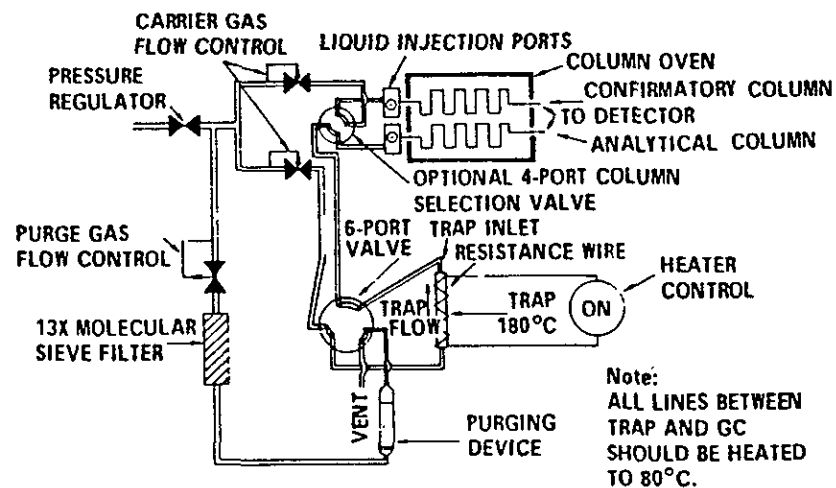 CARRIER GAS
FLOW CONTROL
LIQUID INJECTION PORTS
PRESSURE
REGULATOR
COLUMN OVEN
CONFIRMATORY COLUMN
TO DETECTOR
ANALYTICAL COLUMN
OPTIONAL 4-PORT COLUMN
SELECTION VALVE
6-PORT
VALVE
TRAP INLET
RESISTANCE WIRE
PURGE GAS
FLOW CONTROL
HEATER
CONTROL
ON
TRAP
FLOW
TRAP
180°C
13X MOLECULAR
SIEVE FILTER
VENT
PURGING
DEVICE
Note:
ALL LINES BETWEEN
TRAP AND GC
SHOULD BE HEATED
TO 80°C.